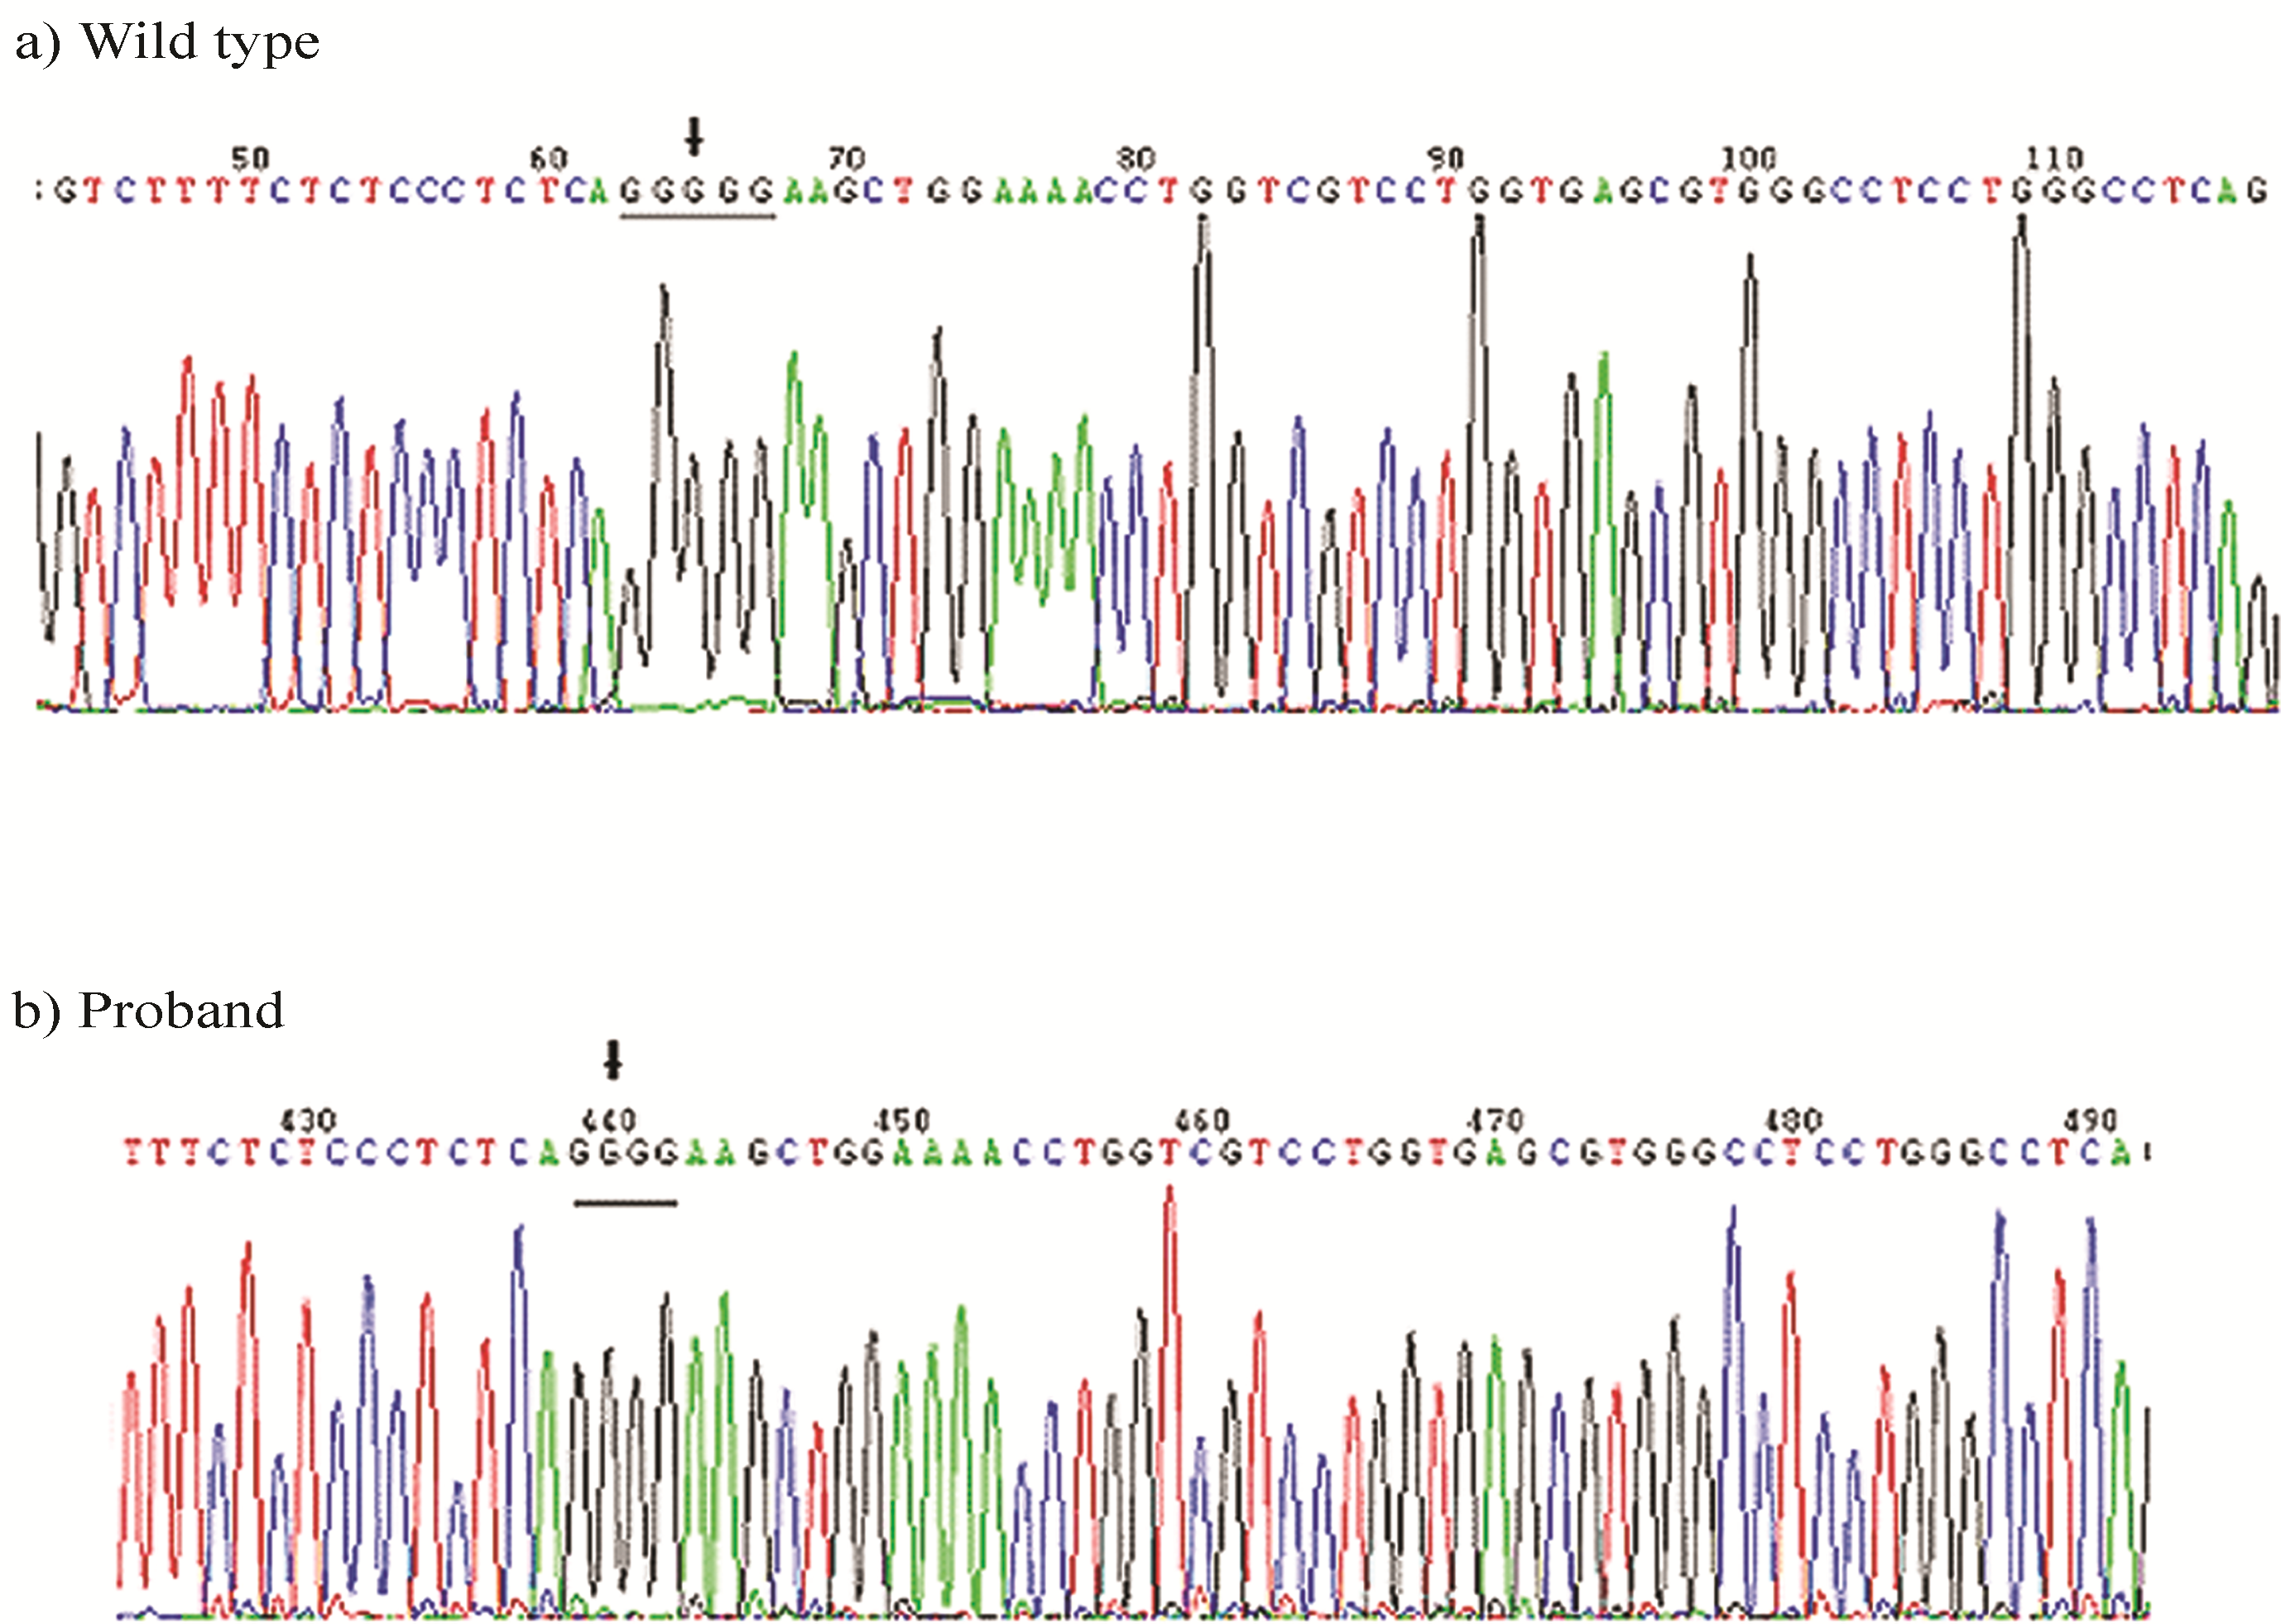 a) Wild type
50 60 70 80 90 100 110
GTCTTTTCTCTCCCTCTCAGGGGGAAGCTGGAAAACCTGGTCGTCCTGGTGAGCGTGGGCCTCCTGGGCCTCAG
b) Proband
430 440 450 460 470 480 490
TTTCTCTCCCTCTCAGGGGAAGCTGGAAAACCTGGTCGTCCTGGTGAGCGTGGGCCTCCTGGGCCTCA